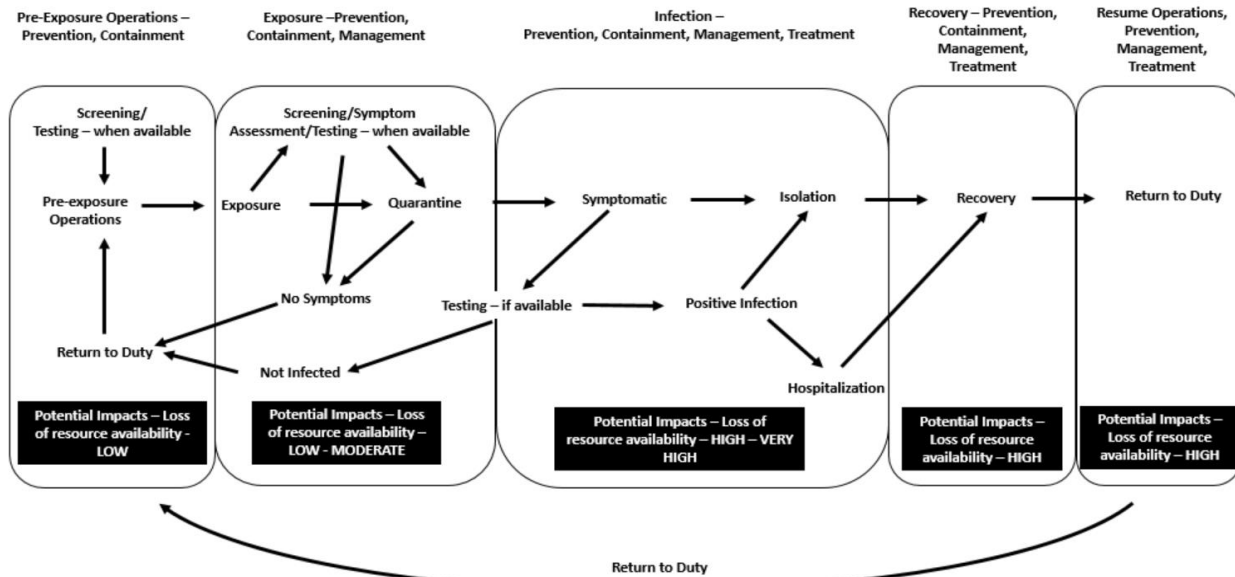 Pre-Exposure Operations –
Prevention, Containment
Exposure –Prevention,
Containment, Management
Infection –
Prevention, Containment, Management, Treatment
Recovery – Prevention,
Containment,
Management,
Treatment
Resume Operations,
Prevention,
Management,
Treatment
Screening/
Testing – when available
Pre-exposure
Operations
Return to Duty
Potential Impacts – Loss
of resource availability -
LOW
Screening/Symptom
Assessment/Testing – when available
Exposure
Quarantine
No Symptoms
Not Infected
Potential Impacts – Loss
of resource availability –
LOW - MODERATE
Symptomatic
Isolation
Testing – if available
Positive Infection
Hospitalization
Potential Impacts – Loss of
resource availability – HIGH – VERY
HIGH
Recovery
Potential Impacts –
Loss of resource
availability – HIGH
Return to Duty
Potential Impacts –
Loss of resource
availability – HIGH
Return to Duty